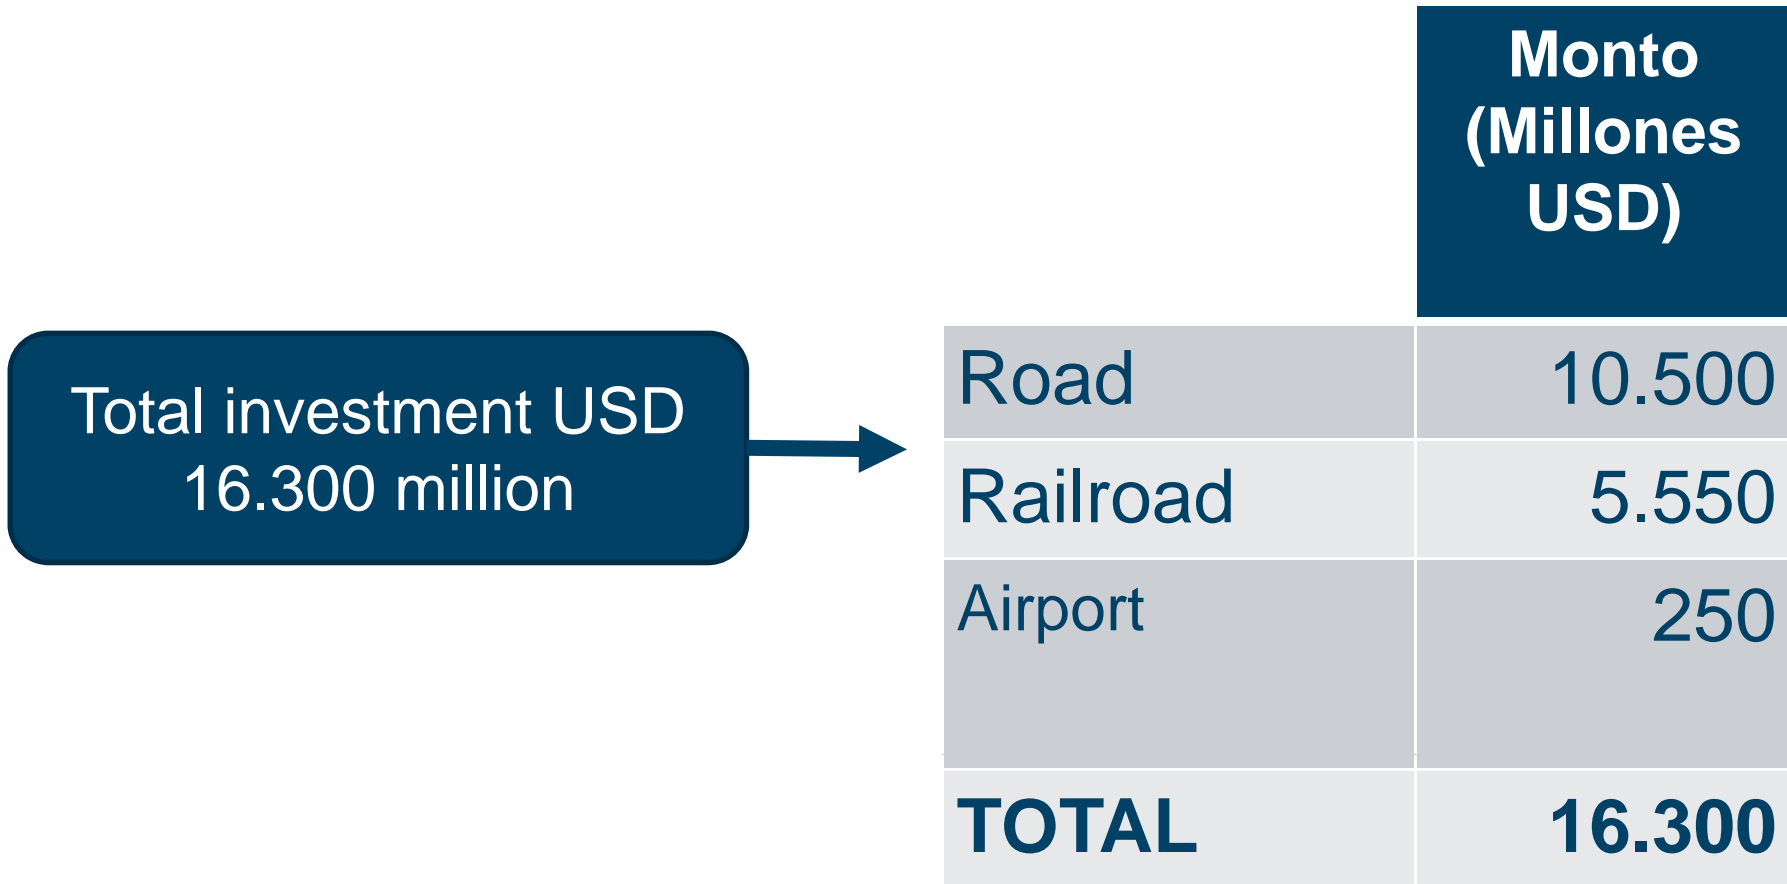 Total investment USD
16.300 million
Monto
(Millones
USD)
Road 10.500
Railroad 5.550
Airport 250
TOTAL 16.300